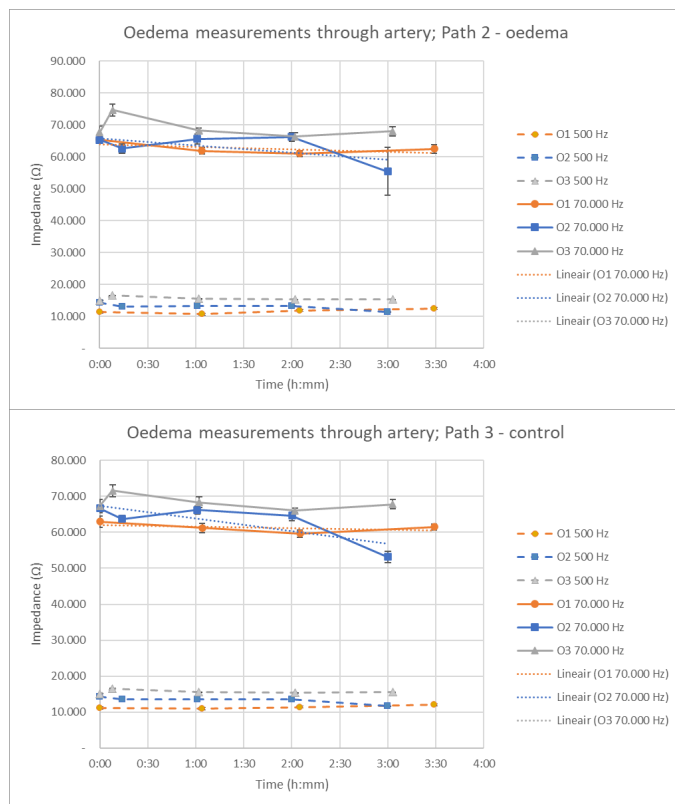 Oedema measurements through artery; Path 2 - oedema
90.000
80.000
70.000
60.000
50.000
40.000
30.000
20.000
10.000
-
Impedance (Ω)
0:00 0:30 1:00 1:30 2:00 2:30 3:00 3:30 4:00
Time (h:mm)
O1 500 Hz
O2 500 Hz
O3 500 Hz
O1 70.000 Hz
O2 70.000 Hz
O3 70.000 Hz
Lineair (O1 70.000 Hz)
Lineair (O2 70.000 Hz)
Lineair (O3 70.000 Hz)
Oedema measurements through artery; Path 3 - control
80.000
70.000
60.000
50.000
40.000
30.000
20.000
10.000
-
Impedance (Ω)
0:00 0:30 1:00 1:30 2:00 2:30 3:00 3:30 4:00
Time (h:mm)
O1 500 Hz
O2 500 Hz
O3 500 Hz
O1 70.000 Hz
O2 70.000 Hz
O3 70.000 Hz
Lineair (O1 70.000 Hz)
Lineair (O2 70.000 Hz)
Lineair (O3 70.000 Hz)